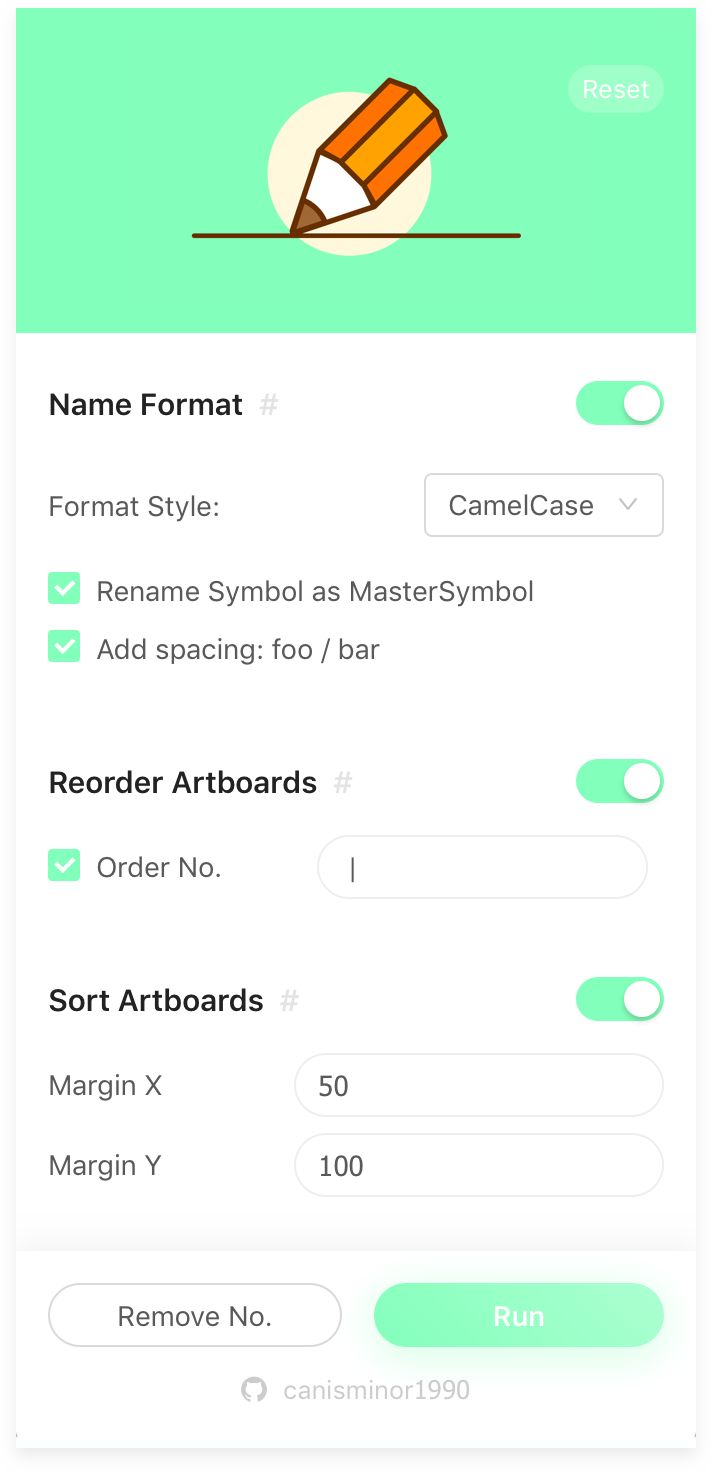 Reset
Name Format #
Format Style: CamelCase
Rename Symbol as MasterSymbol
Add spacing: foo / bar
Reorder Artboards #
Order No. |
Sort Artboards #
Margin X 50
Margin Y 100
Remove No. Run
canisminor1990